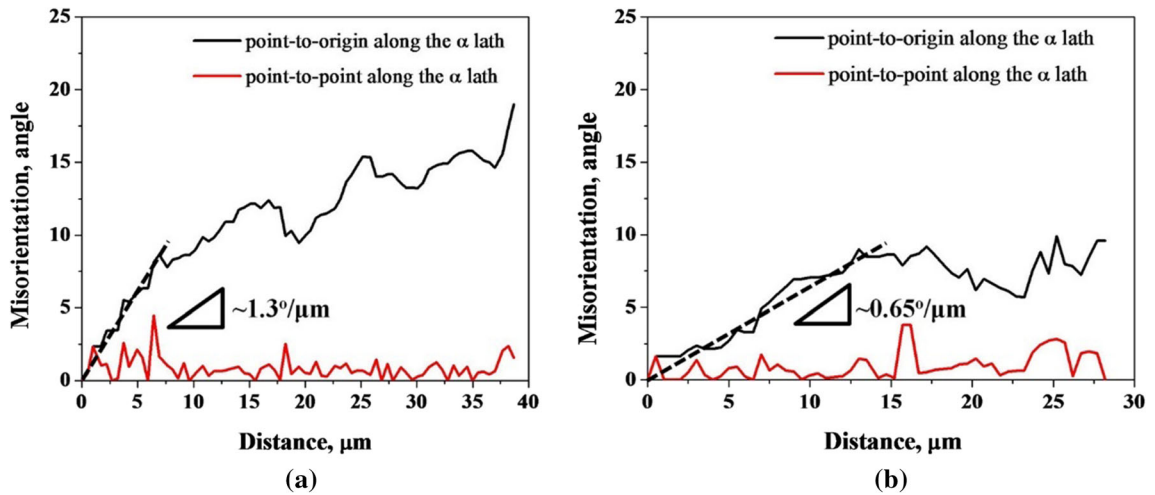 25
20
15
10
5
0
Misorientation, angle
point-to-origin along the α lath
point-to-point along the α lath
~1.3°/μm
0 5 10 15 20 25 30 35 40
Distance, μm
(a)
25
20
15
10
5
0
Misorientation, angle
point-to-origin along the α lath
point-to-point along the α lath
~0.65°/μm
0 5 10 15 20 25 30
Distance, μm
(b)